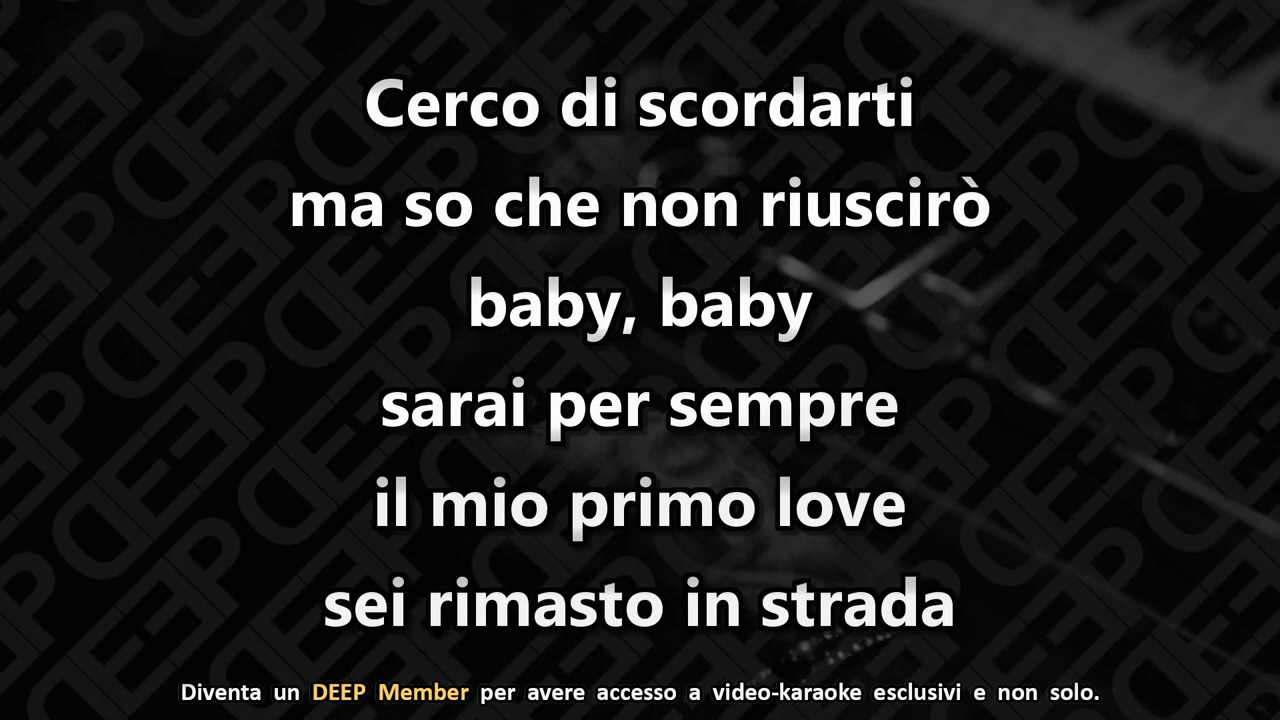 Cerco di scordarti
ma so che non riuscirò
baby, baby
sarai per sempre
il mio primo love
sei rimasto in strada
Diventa un DEEP Member per avere accesso a video-karaoke esclusivi e non solo.